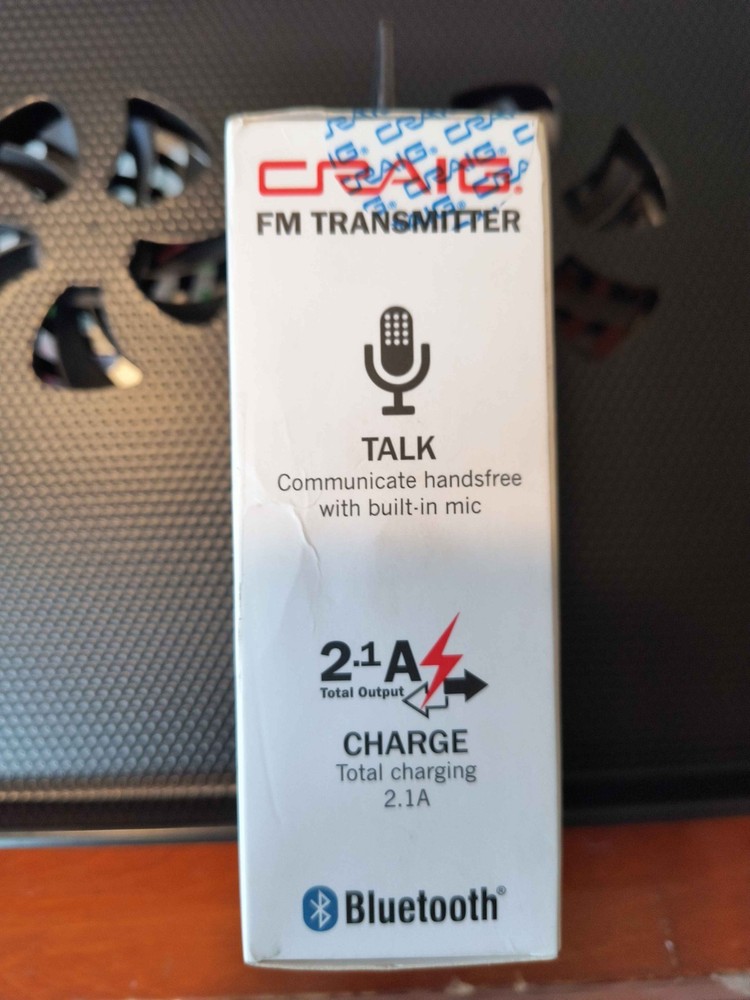 CRAIG®
FM TRANSMITTER
TALK
Communicate handsfree
with built-in mic
2.1A
Total Output
CHARGE
Total charging
2.1A
Bluetooth®